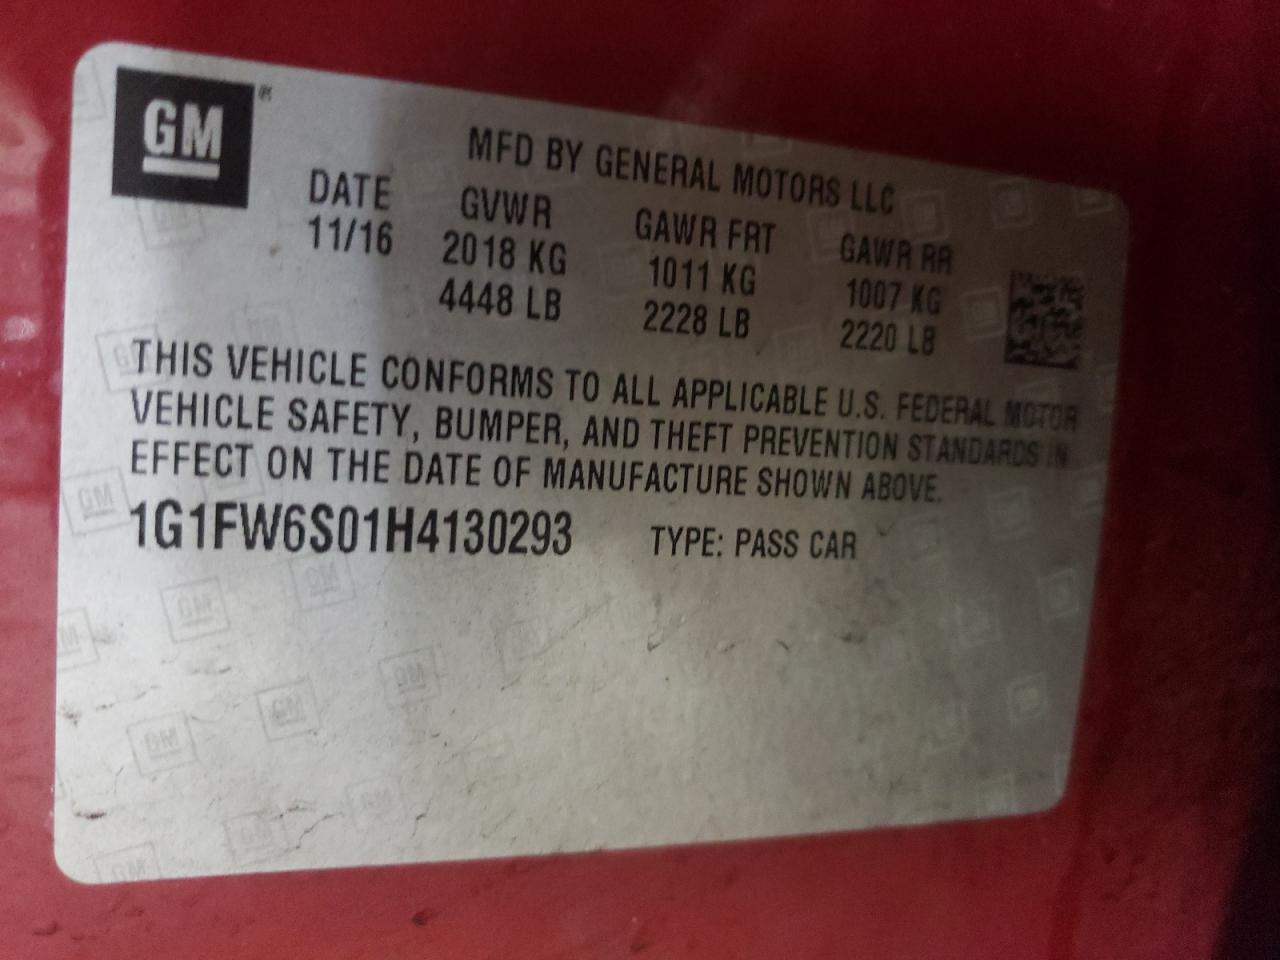 GM ®
MFD BY GENERAL MOTORS LLC
DATE GVWR GAWR FRT GAWR RR
11/16 2018 KG 1011 KG 1007 KG
4448 LB 2228 LB 2220 LB
THIS VEHICLE CONFORMS TO ALL APPLICABLE U.S. FEDERAL MOTOR
VEHICLE SAFETY, BUMPER, AND THEFT PREVENTION STANDARDS IN
EFFECT ON THE DATE OF MANUFACTURE SHOWN ABOVE.
1G1FW6S01H4130293 TYPE: PASS CAR